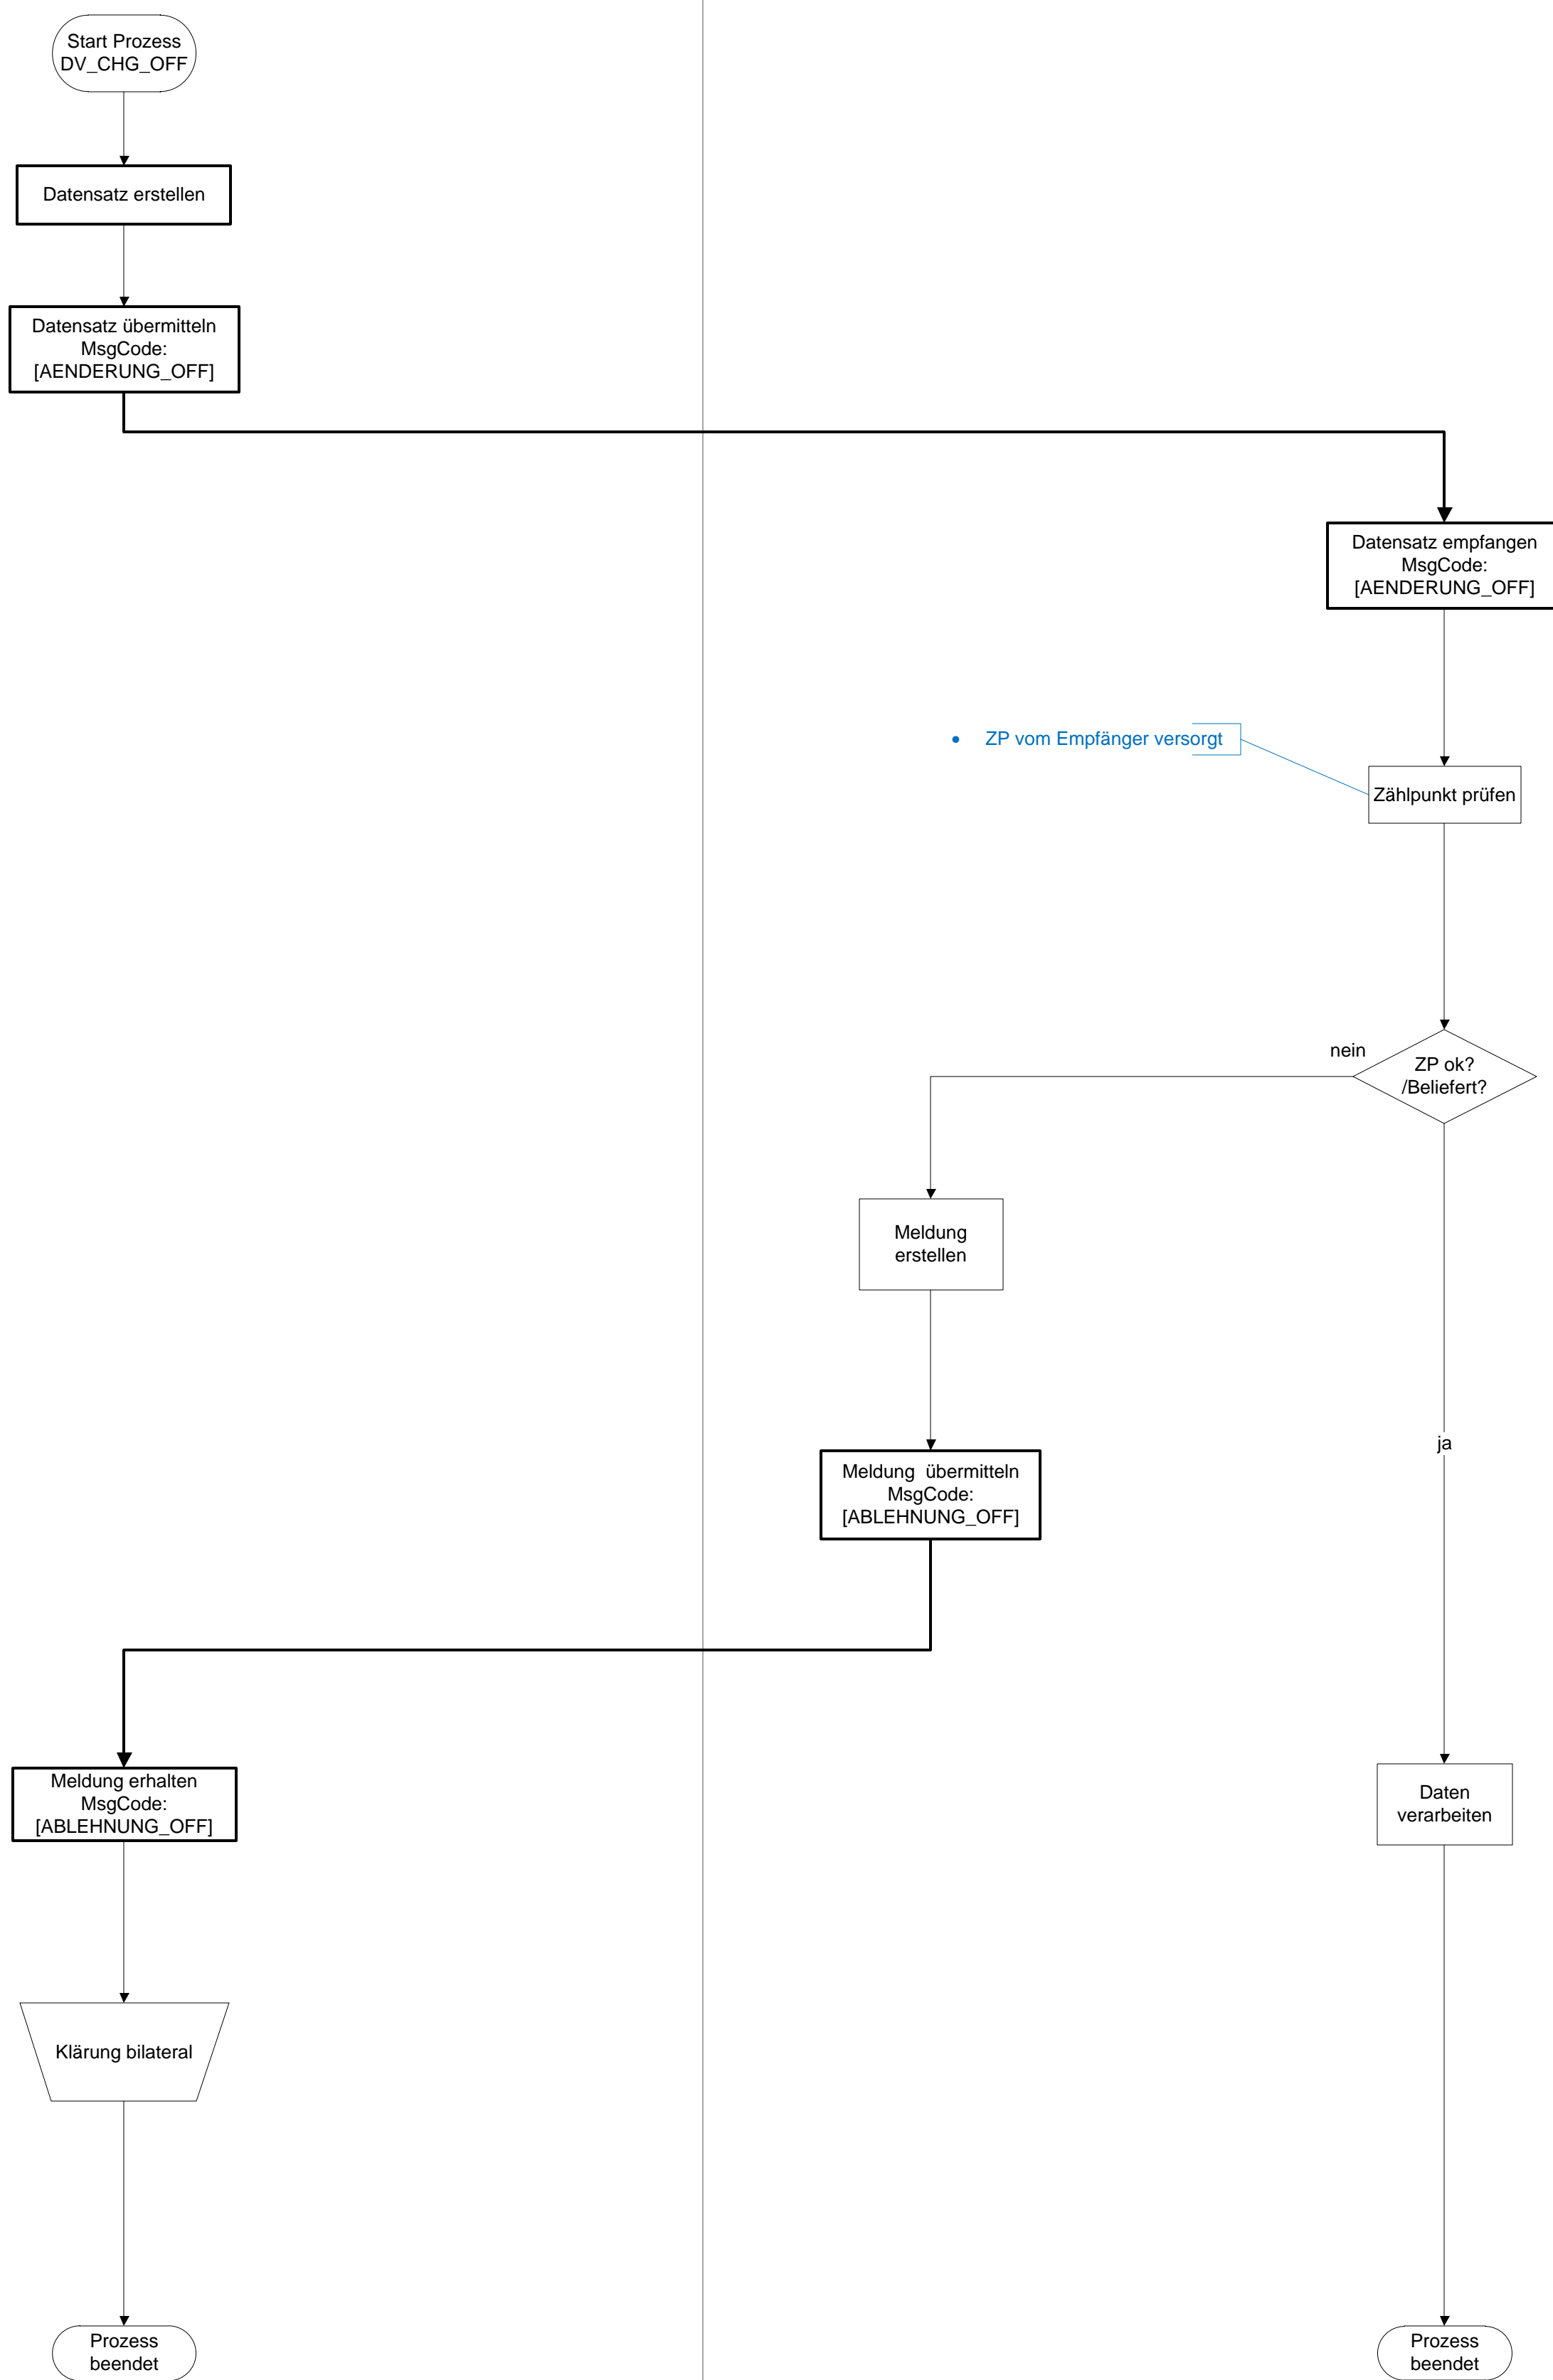 Start Prozess
DV_CHG_OFF
Datensatz erstellen
Datensatz übermitteln
MsgCode:
[AENDERUNG_OFF]
Datensatz empfangen
MsgCode:
[AENDERUNG_OFF]
• ZP vom Empfänger versorgt
Zählpunkt prüfen
nein
ZP ok?
/Beliefert?
Meldung
erstellen
ja
Meldung übermitteln
MsgCode:
[ABLEHNUNG_OFF]
Meldung erhalten
MsgCode:
[ABLEHNUNG_OFF]
Daten
verarbeiten
Klärung bilateral
Prozess
beendet
Prozess
beendet